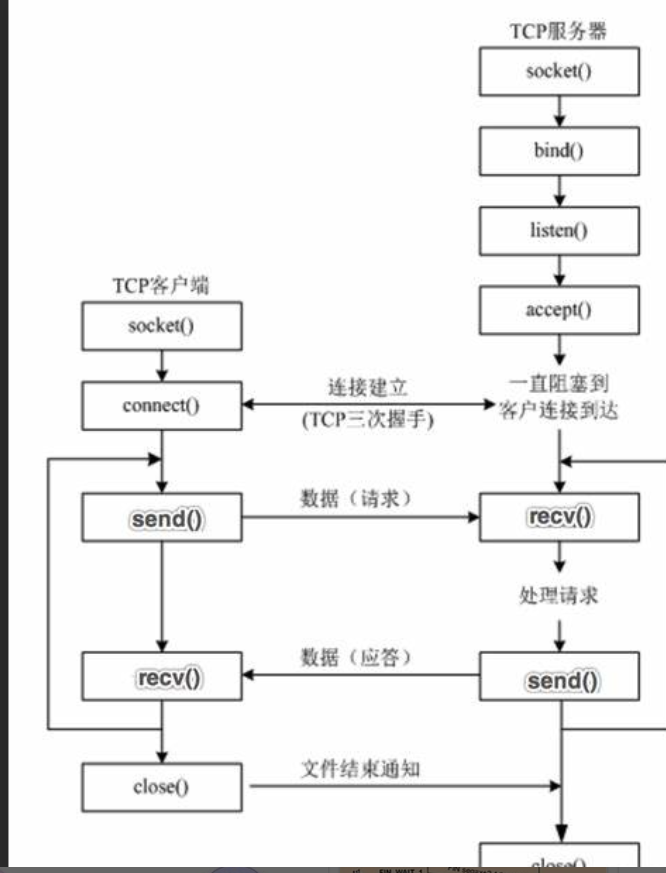 TCP服务器
socket()
bind()
listen()
accept()
一直阻塞到
客户连接到达
TCP客户端
socket()
connect()
连接建立
(TCP三次握手)
send()
数据（请求）
recv()
处理请求
recv()
数据（应答）
send()
close()
文件结束通知
close()